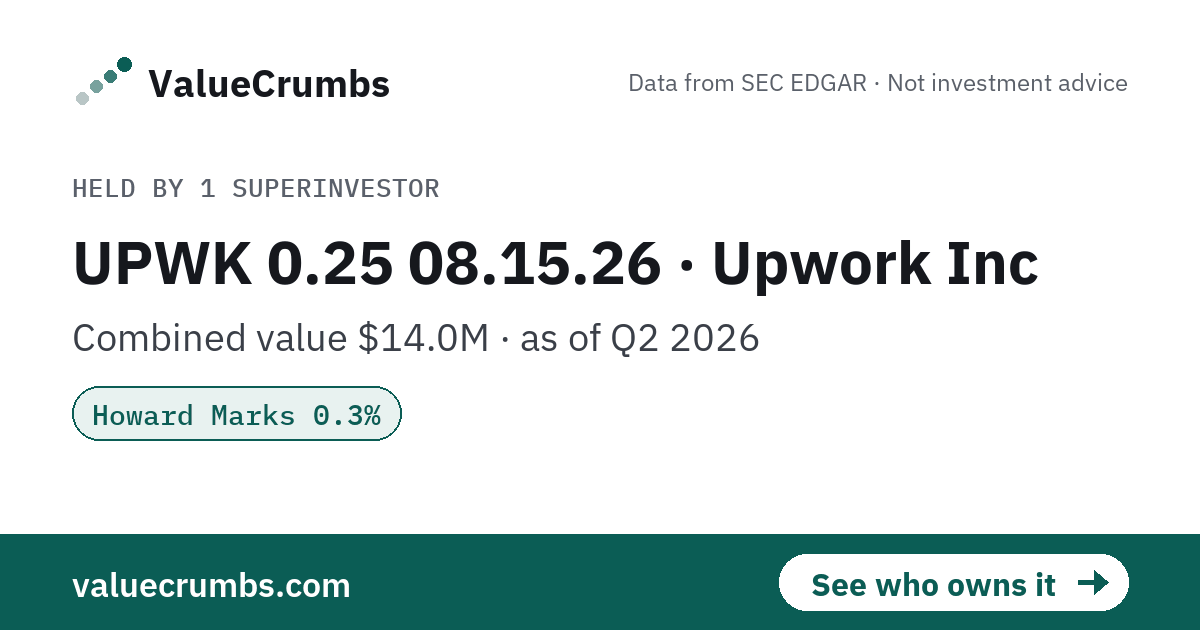 ValueCrumbs
Data from SEC EDGAR · Not investment advice
HELD BY 1 SUPERINVESTOR
UPWK 0.25 08.15.26 · Upwork Inc
Combined value $14.0M · as of Q2 2026
Howard Marks 0.3%
valuecrumbs.com
See who owns it →